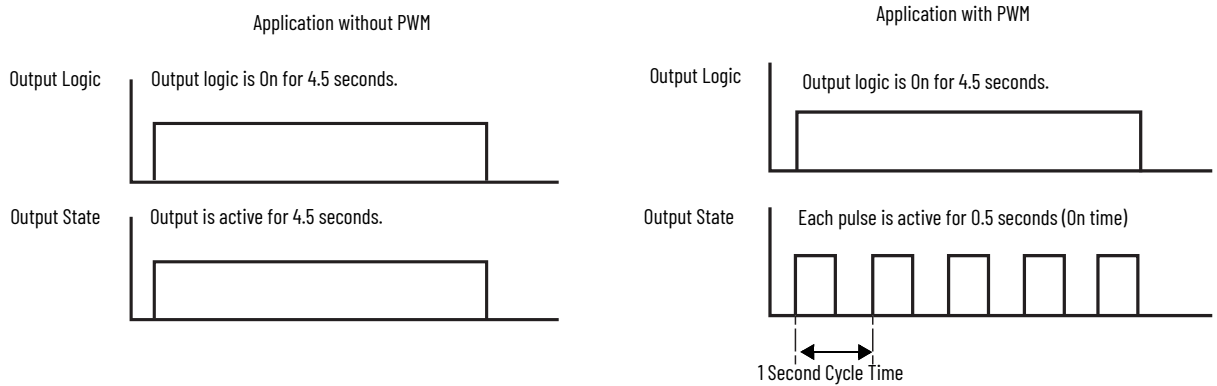 Application without PWM
Output Logic
Output logic is On for 4.5 seconds.
Output State
Output is active for 4.5 seconds.
Application with PWM
Output Logic
Output logic is On for 4.5 seconds.
Output State
Each pulse is active for 0.5 seconds (On time)
1 Second Cycle Time